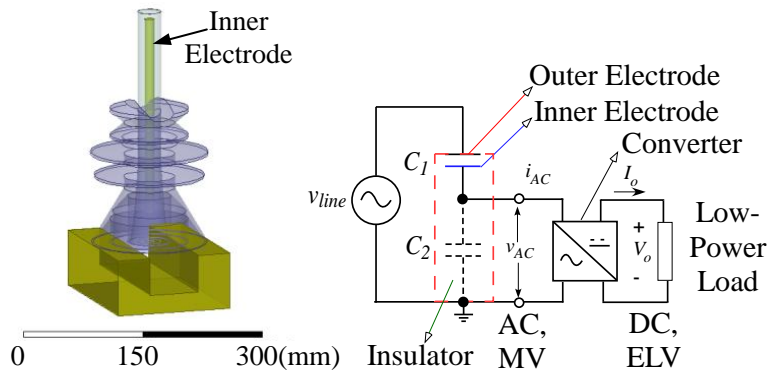 Inner
Electrode
0 150 300(mm)
Outer Electrode
Inner Electrode
Converter
C1
iAC
Io
vline
C2
vAC
+
Vo
-
Low-
Power
Load
Insulator
AC,
MV
DC,
ELV